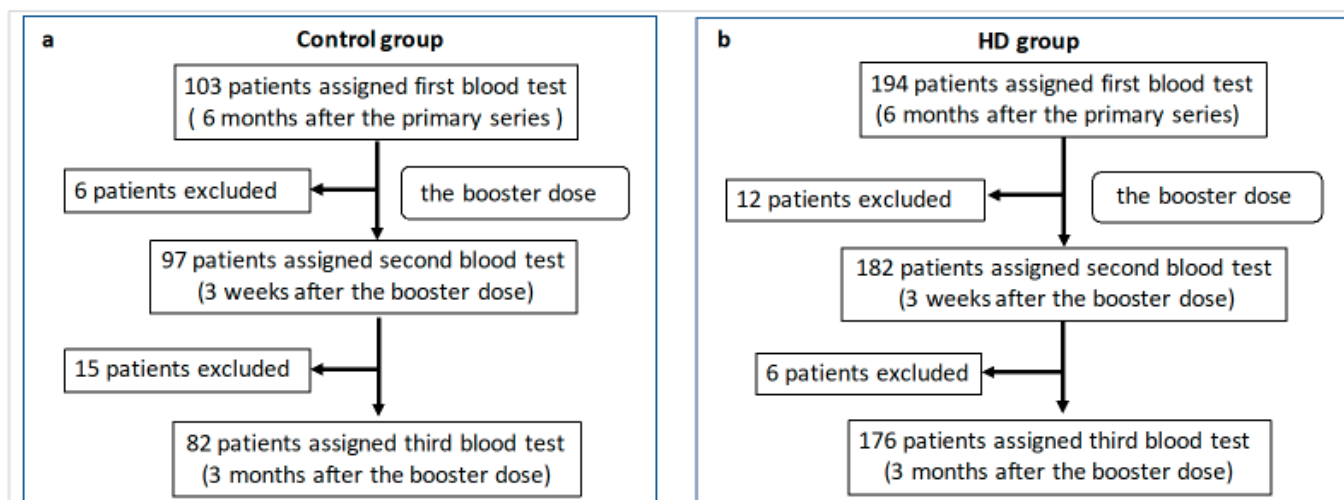 a
Control group
103 patients assigned first blood test
( 6 months after the primary series )
6 patients excluded
the booster dose
97 patients assigned second blood test
(3 weeks after the booster dose)
15 patients excluded
82 patients assigned third blood test
(3 months after the booster dose)
b
HD group
194 patients assigned first blood test
(6 months after the primary series)
12 patients excluded
the booster dose
182 patients assigned second blood test
(3 weeks after the booster dose)
6 patients excluded
176 patients assigned third blood test
(3 months after the booster dose)